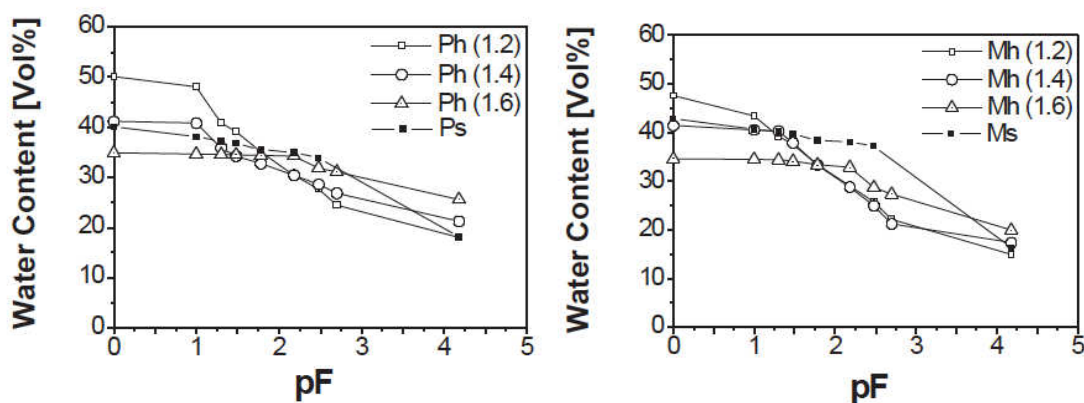 Water Content [Vol%]
60
50
40
30
20
10
0
Ph (1.2)
Ph (1.4)
Ph (1.6)
Ps
0 1 2 3 4 5
pF
Water Content [Vol%]
60
50
40
30
20
10
0
Mh (1.2)
Mh (1.4)
Mh (1.6)
Ms
0 1 2 3 4 5
pF